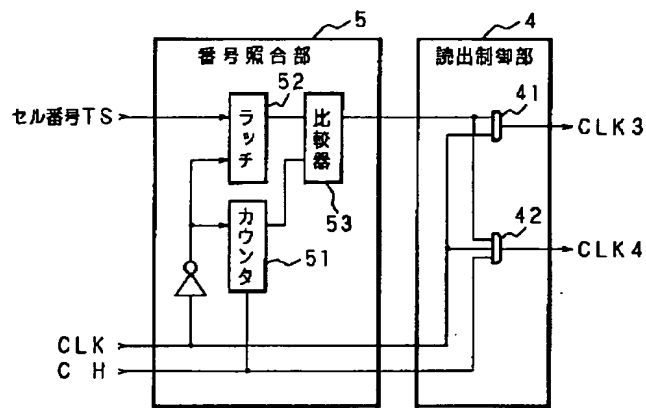 5
4
番号照合部
読出制御部
52
41
セル番号TS
ラッチ
比較器
CLK3
53
42
カウンタ
51
CLK4
CLK
CH